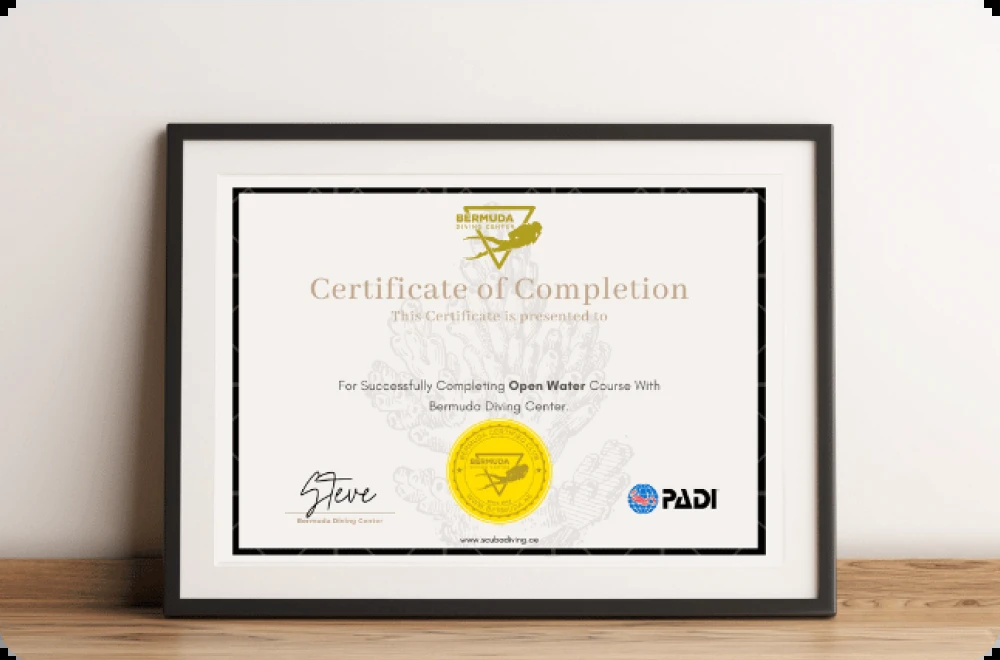 BERMUDA
DIVING CENTER
Certificate of Completion
This Certificate is presented to
For Successfully Completing Open Water Course With
Bermuda Diving Center.
BERMUDA
Steve
Bermuda Diving Center
PADI
www.scubadiving.ae